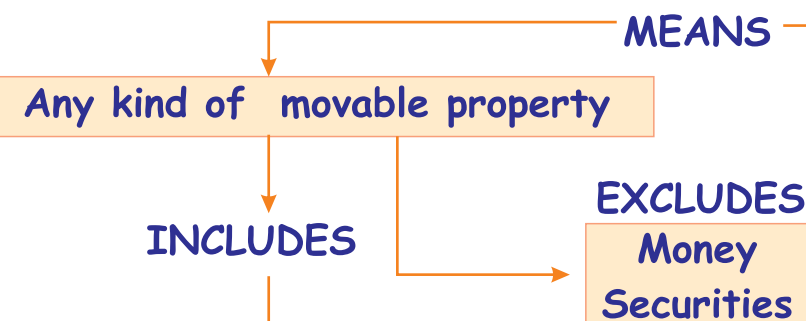 MEANS
Any kind of movable property
EXCLUDES
INCLUDES
Money
Securities